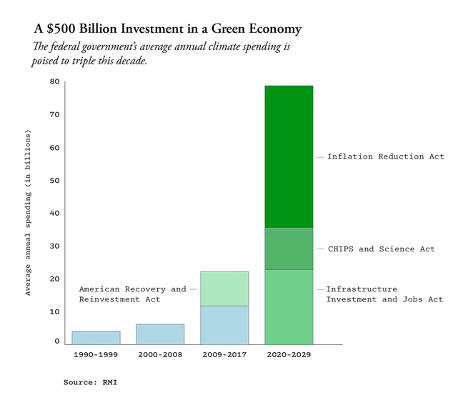 A $500 Billion Investment in a Green Economy
The federal government's average annual climate spending is
poised to triple this decade.
Average annual spending (in billions)
80
70
60
50
40
30
20
10
0
Inflation Reduction Act
CHIPS and Science Act
American Recovery and
Reinvestment Act
Infrastructure
Investment and Jobs Act
1990-1999
2000-2008
2009-2017
2020-2029
Source: RMI